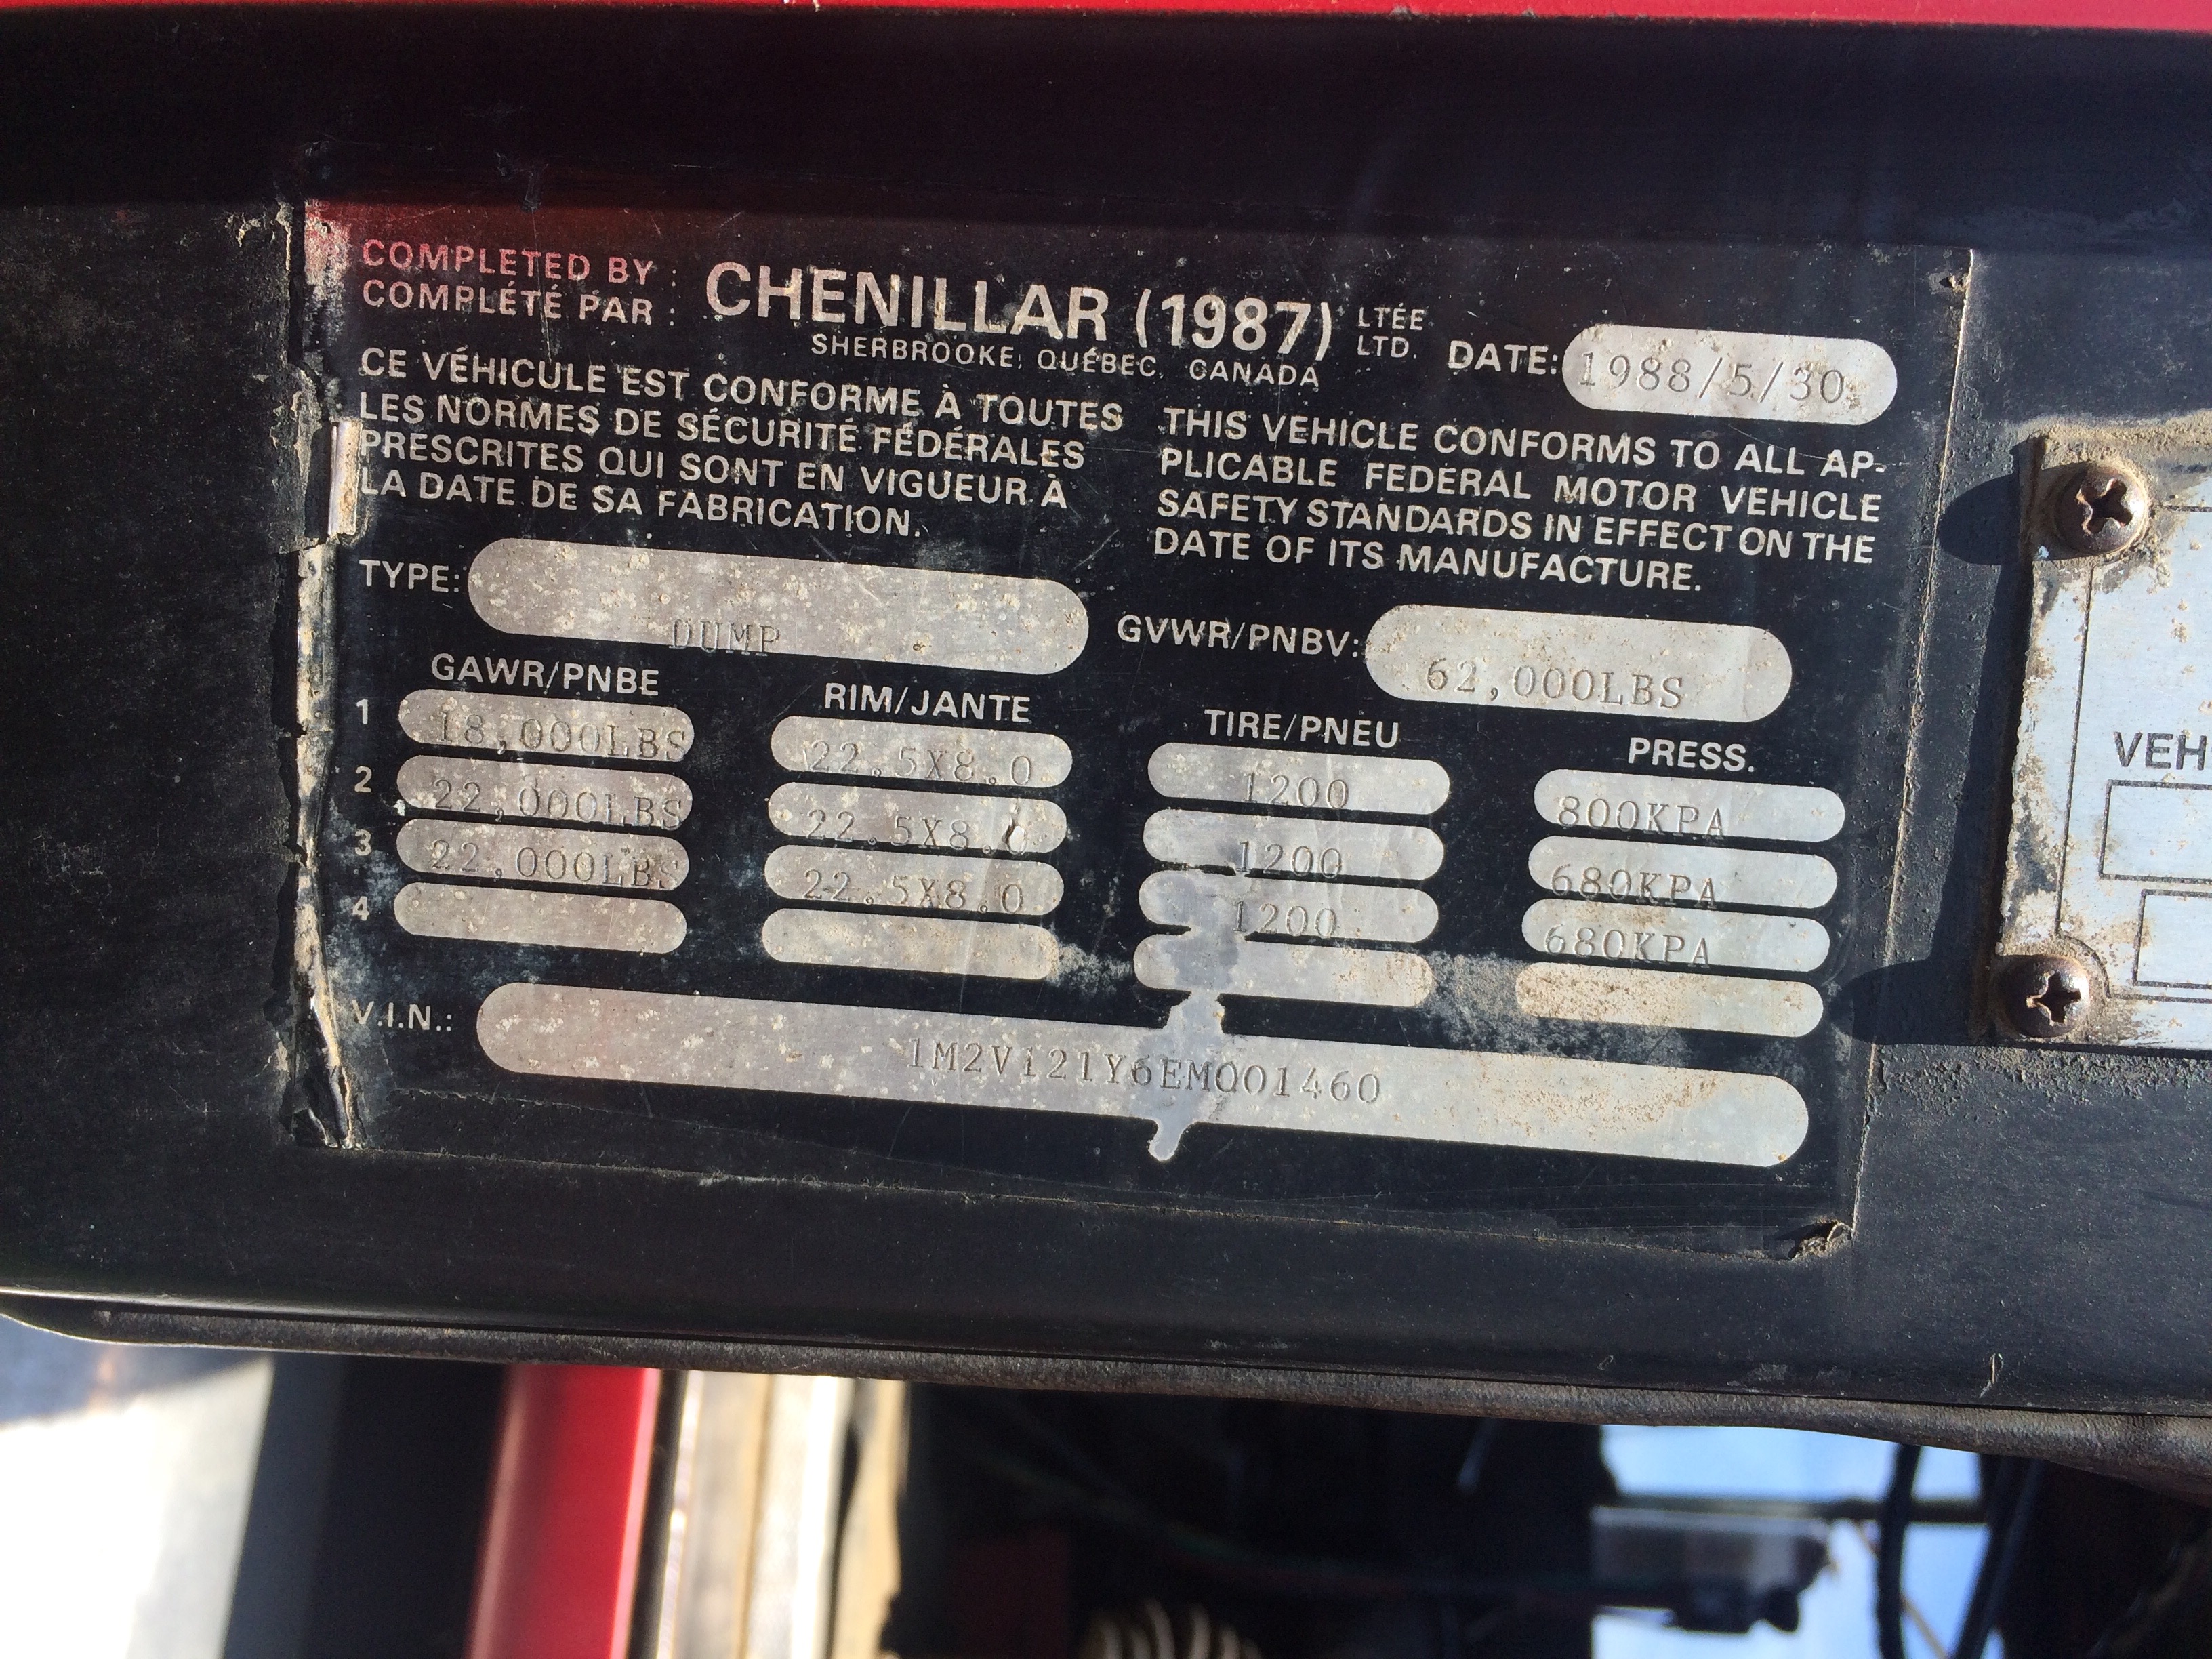 COMPLETED BY :
COMPLÉTÉ PAR :
CHENILLAR (1987) LTÉE LTD.
SHERBROOKE, QUÉBEC, CANADA
DATE: 1988/5/30
CE VÉHICULE EST CONFORME À TOUTES
LES NORMES DE SÉCURITÉ FÉDÉRALES
PRESCRITES QUI SONT EN VIGUEUR À
LA DATE DE SA FABRICATION.
THIS VEHICLE CONFORMS TO ALL AP-
PLICABLE FEDERAL MOTOR VEHICLE
SAFETY STANDARDS IN EFFECT ON THE
DATE OF ITS MANUFACTURE.
TYPE: DUMP
GVWR/PNBV: 62,000LBS
GAWR/PNBE RIM/JANTE TIRE/PNEU PRESS.
1 18,000LBS 22.5X8.0 1200 800KPA
2 22,000LBS 22.5X8.0 1200 680KPA
3 22,000LBS 22.5X8.0 1200 680KPA
4
V.I.N.: 1M2V121Y6EM001460
VEH